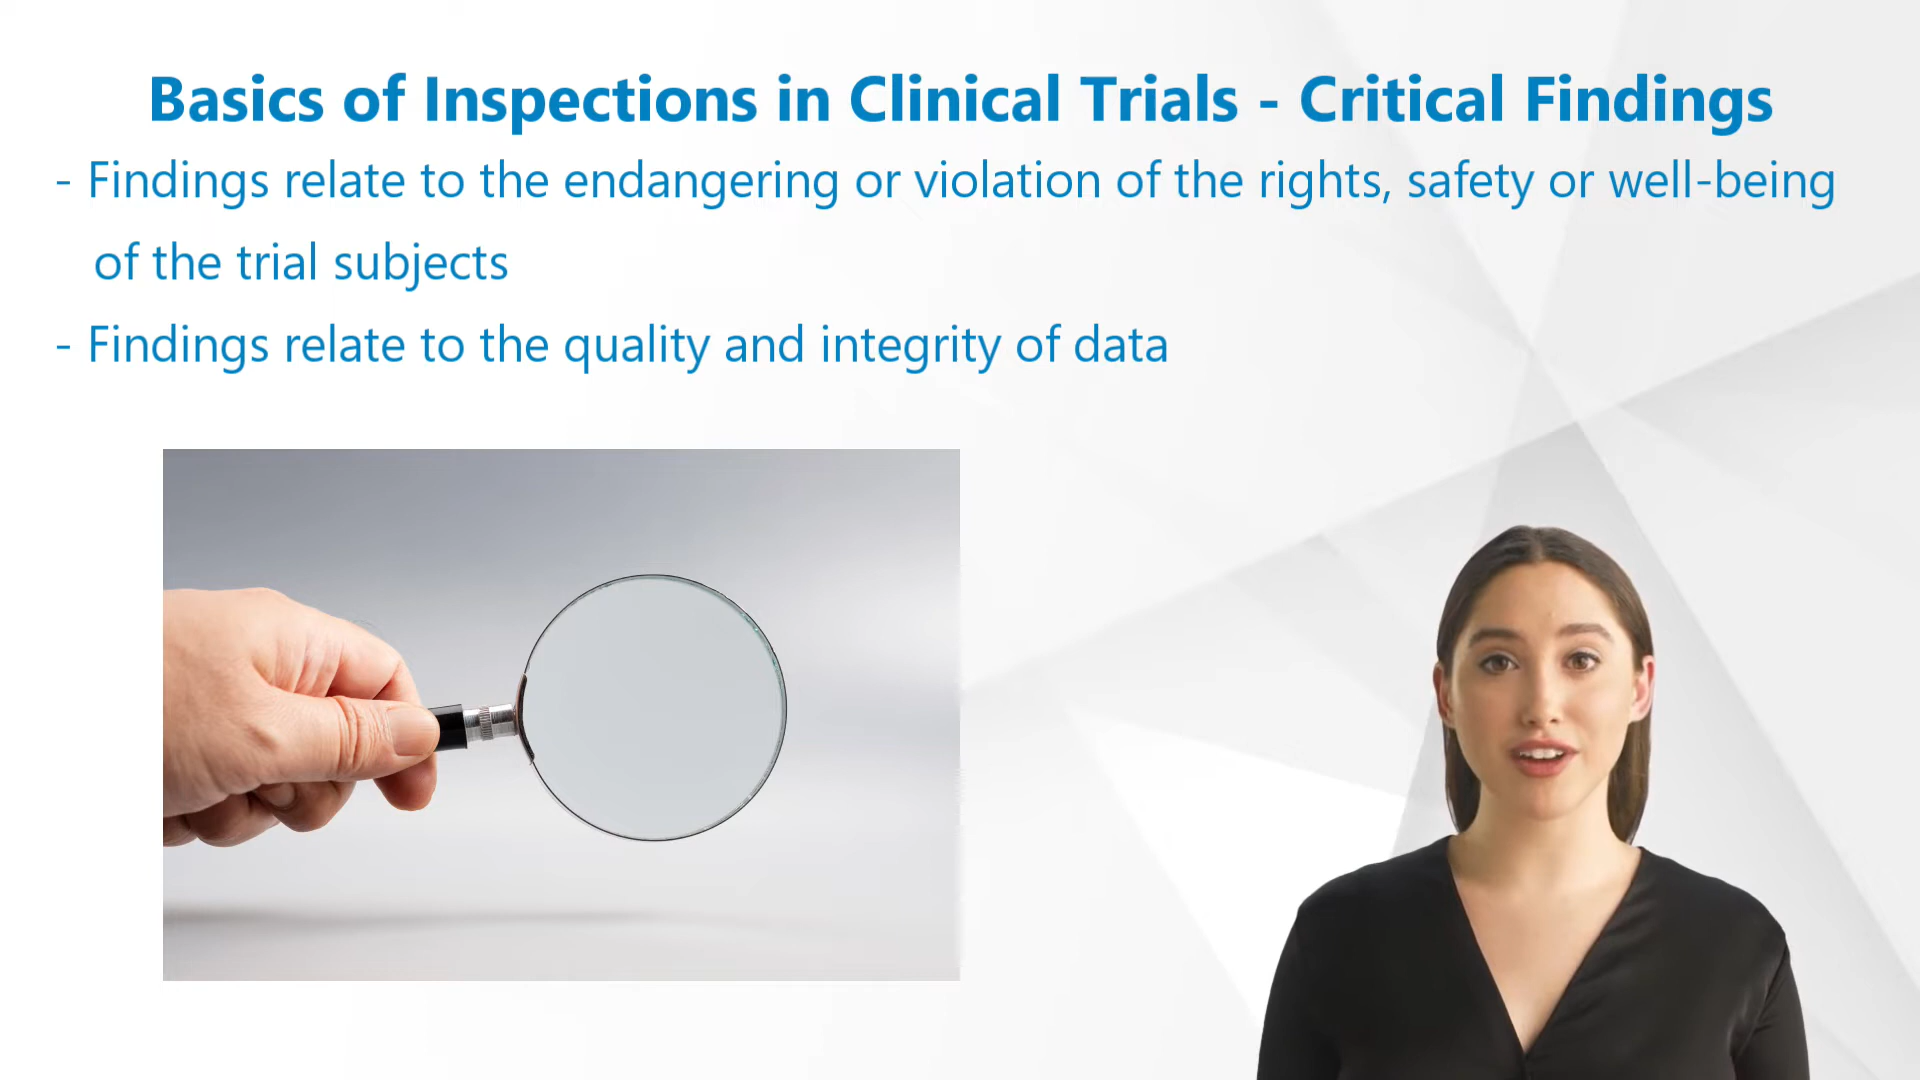 Basics of Inspections in Clinical Trials - Critical Findings
- Findings relate to the endangering or violation of the rights, safety or well-being
of the trial subjects
- Findings relate to the quality and integrity of data